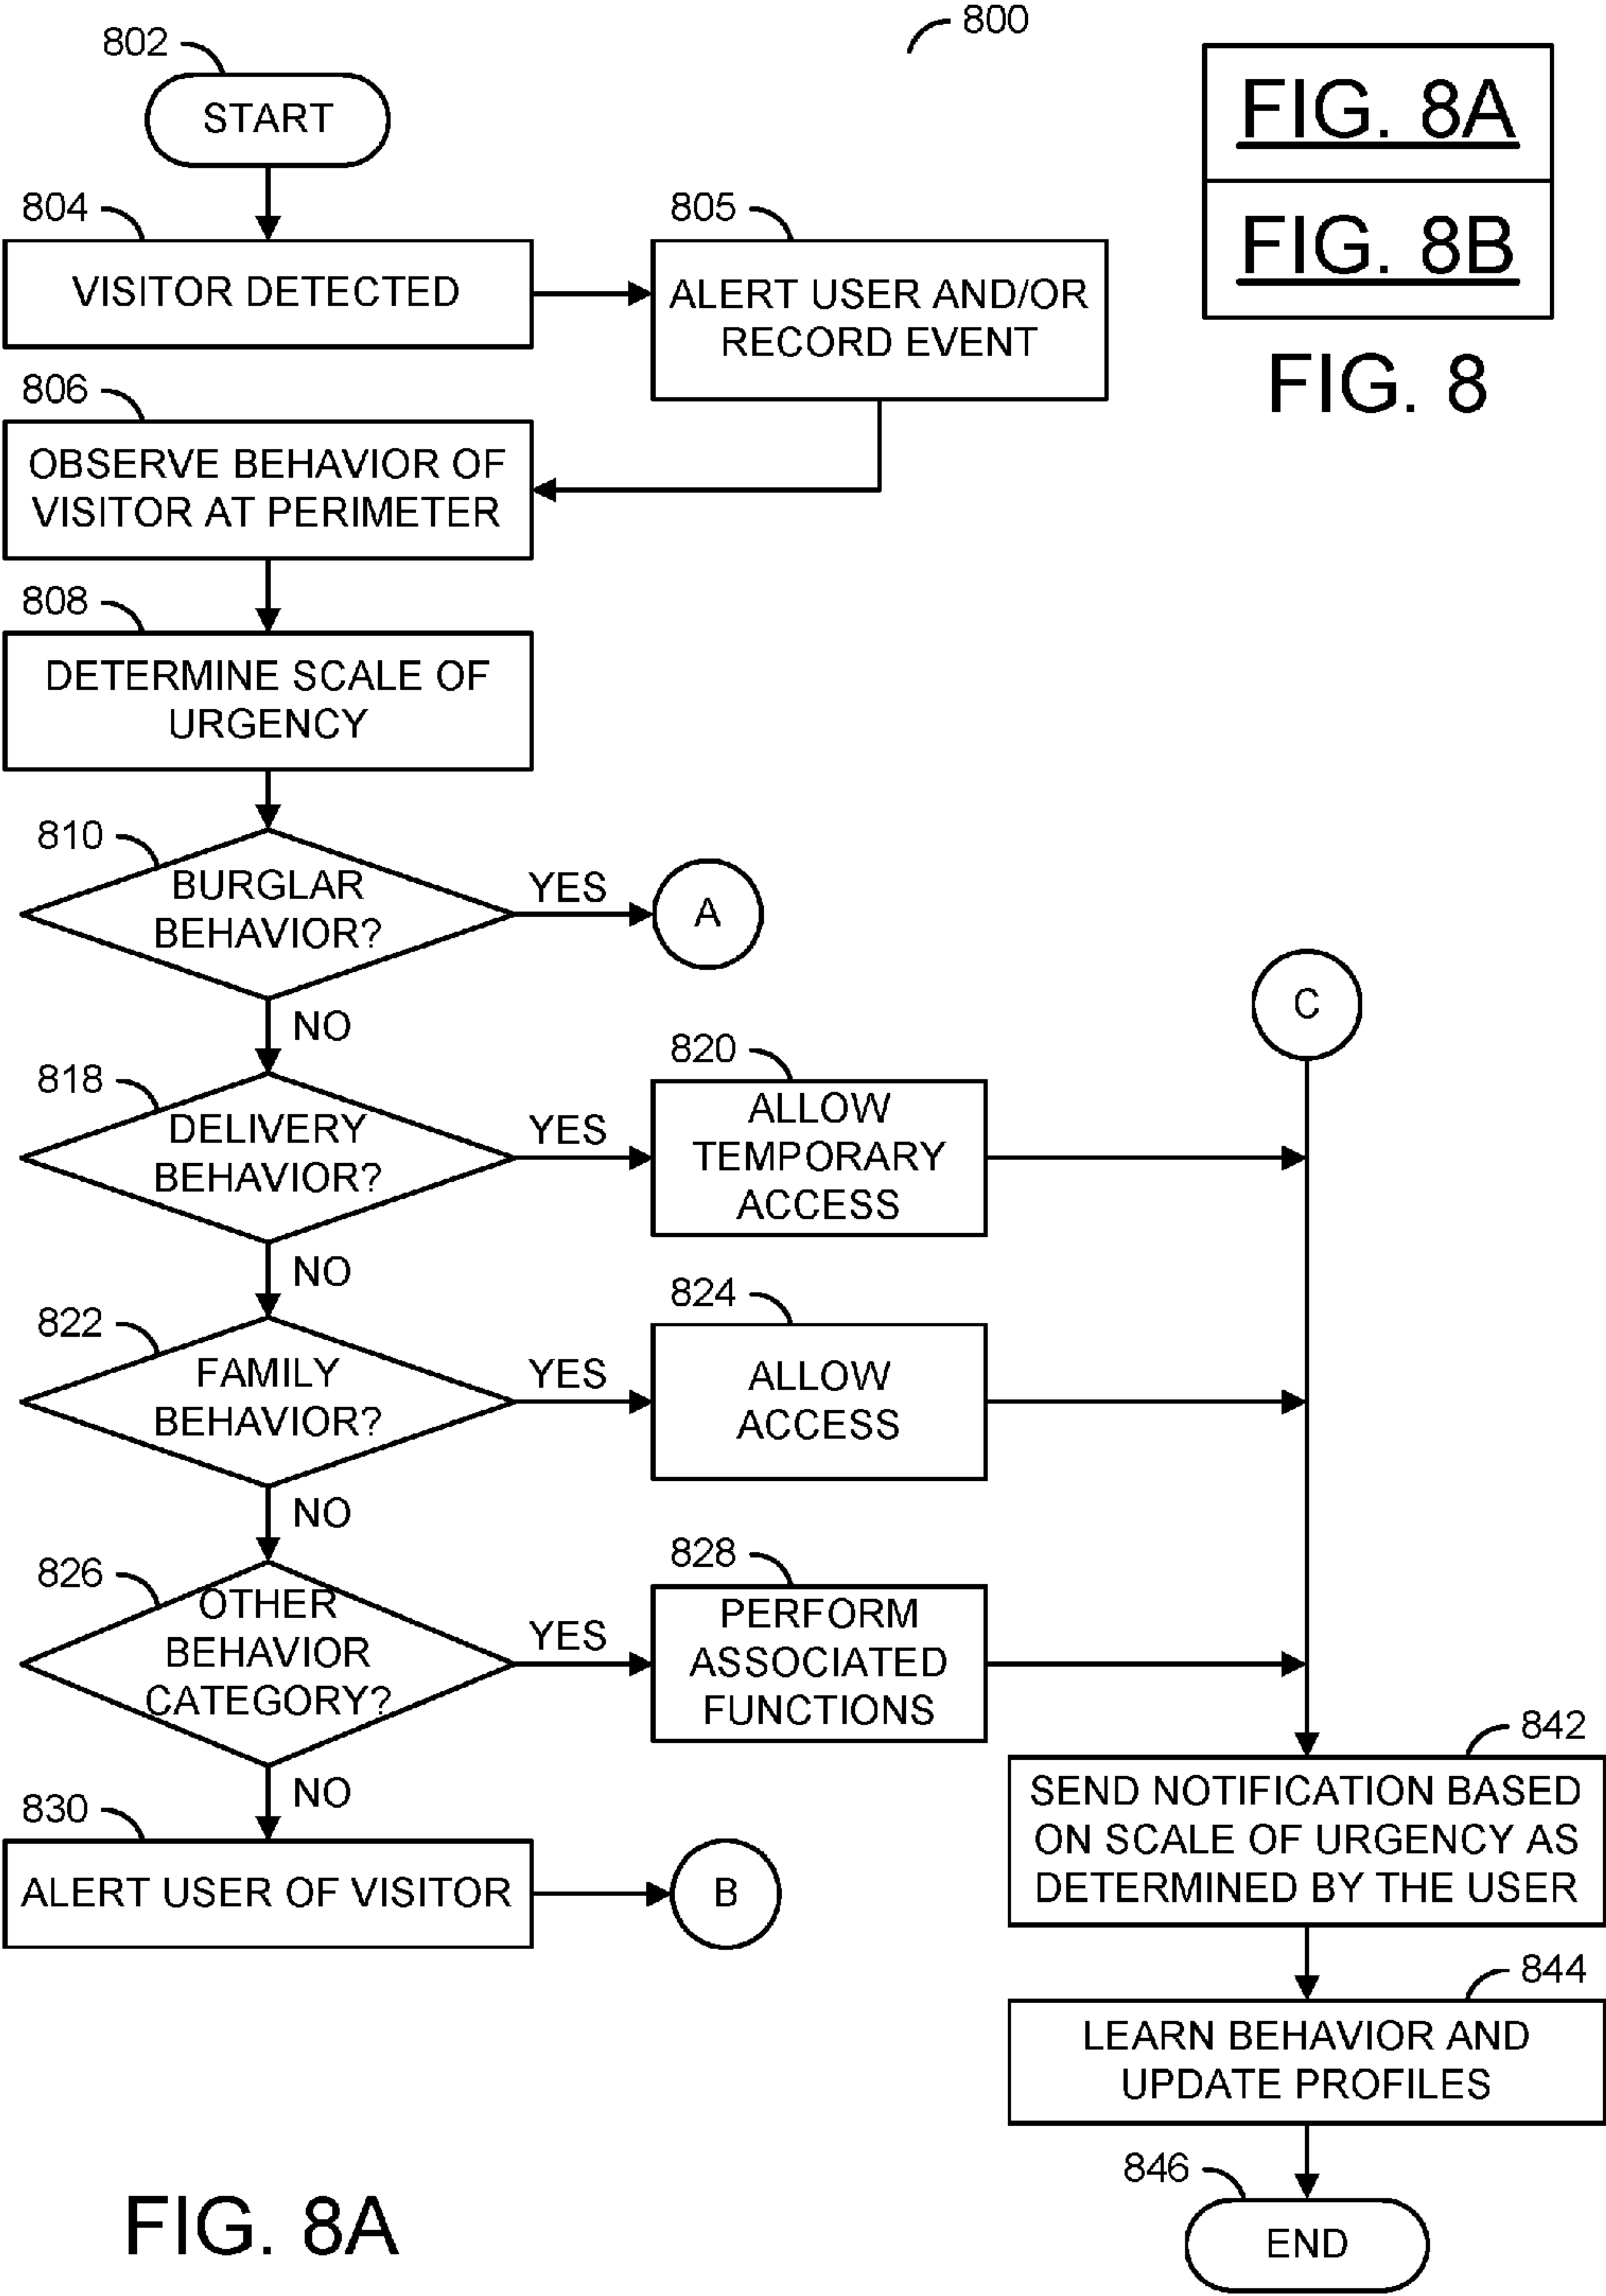 800
802
START
FIG. 8A
FIG. 8B
FIG. 8
804
VISITOR DETECTED
805
ALERT USER AND/OR
RECORD EVENT
806
OBSERVE BEHAVIOR OF
VISITOR AT PERIMETER
808
DETERMINE SCALE OF
URGENCY
810
BURGLAR
BEHAVIOR?
YES
A
NO
C
818
DELIVERY
BEHAVIOR?
YES
820
ALLOW
TEMPORARY
ACCESS
NO
822
FAMILY
BEHAVIOR?
YES
824
ALLOW
ACCESS
NO
826
OTHER
BEHAVIOR
CATEGORY?
YES
828
PERFORM
ASSOCIATED
FUNCTIONS
NO
830
ALERT USER OF VISITOR
B
842
SEND NOTIFICATION BASED
ON SCALE OF URGENCY AS
DETERMINED BY THE USER
844
LEARN BEHAVIOR AND
UPDATE PROFILES
846
END
FIG. 8A